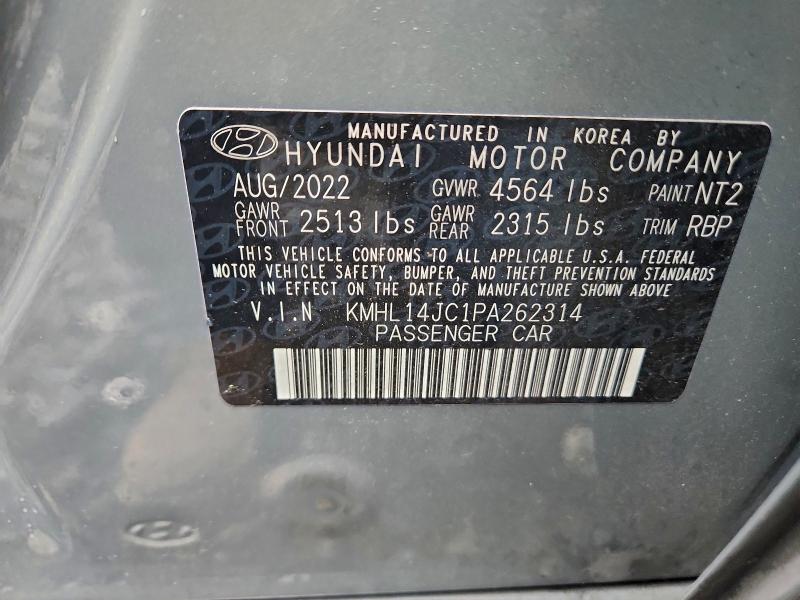 MANUFACTURED IN KOREA BY
HYUNDAI MOTOR COMPANY
AUG/2022 GVWR 4564 lbs PAINT NT2
GAWR FRONT 2513 lbs GAWR REAR 2315 lbs TRIM RBP
THIS VEHICLE CONFORMS TO ALL APPLICABLE U.S.A. FEDERAL
MOTOR VEHICLE SAFETY, BUMPER, AND THEFT PREVENTION STANDARDS
IN EFFECT ON THE DATE OF MANUFACTURE SHOWN ABOVE
V.I.N KMHL14JC1PA262314
PASSENGER CAR